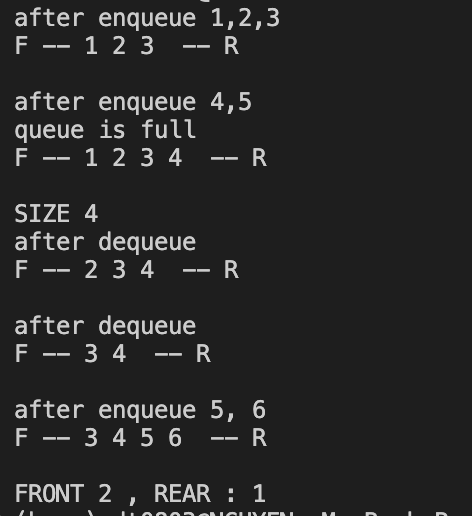 after enqueue 1,2,3
F —— 1 2 3  —— R
after enqueue 4,5
queue is full
F —— 1 2 3 4  —— R
SIZE 4
after dequeue
F —— 2 3 4  —— R
after dequeue
F —— 3 4  —— R
after enqueue 5, 6
F —— 3 4 5 6  —— R
FRONT 2 , REAR : 1